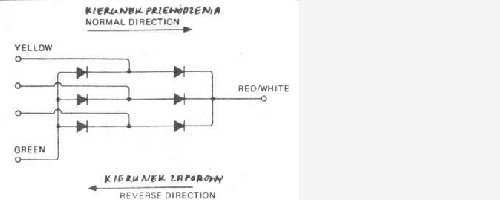 KIERUNEK PRZEWODZENIA
NORMAL DIRECTION
YELLOW
RED/WHITE
GREEN
KIERUNEK ZAPOROWY
REVERSE DIRECTION